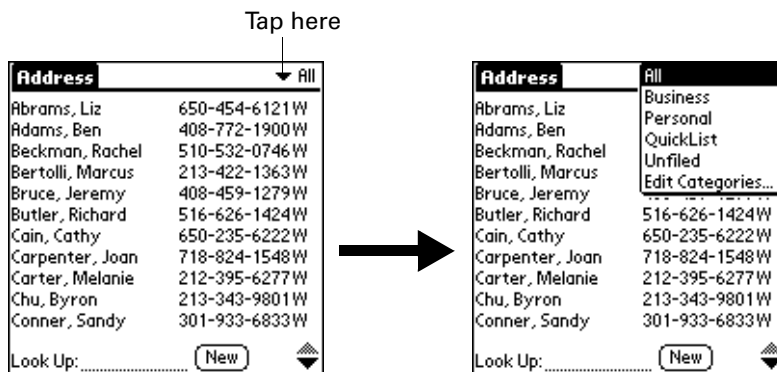 Tap here
Address All
Abrams, Liz 650-454-6121W
Adams, Ben 408-772-1900W
Beckman, Rachel 510-532-0746W
Bertolli, Marcus 213-422-1363W
Bruce, Jeremy 408-459-1279W
Butler, Richard 516-626-1424W
Cain, Cathy 650-235-6222W
Carpenter, Joan 718-824-1548W
Carter, Melanie 212-395-6277W
Chu, Byron 213-343-9801W
Conner, Sandy 301-933-6833W
Look Up: New
Address All
Abrams, Liz Business
Adams, Ben Personal
Beckman, Rachel QuickList
Bertolli, Marcus Unfiled
Bruce, Jeremy Edit Categories...
Butler, Richard 516-626-1424W
Cain, Cathy 650-235-6222W
Carpenter, Joan 718-824-1548W
Carter, Melanie 212-395-6277W
Chu, Byron 213-343-9801W
Conner, Sandy 301-933-6833W
Look Up: New